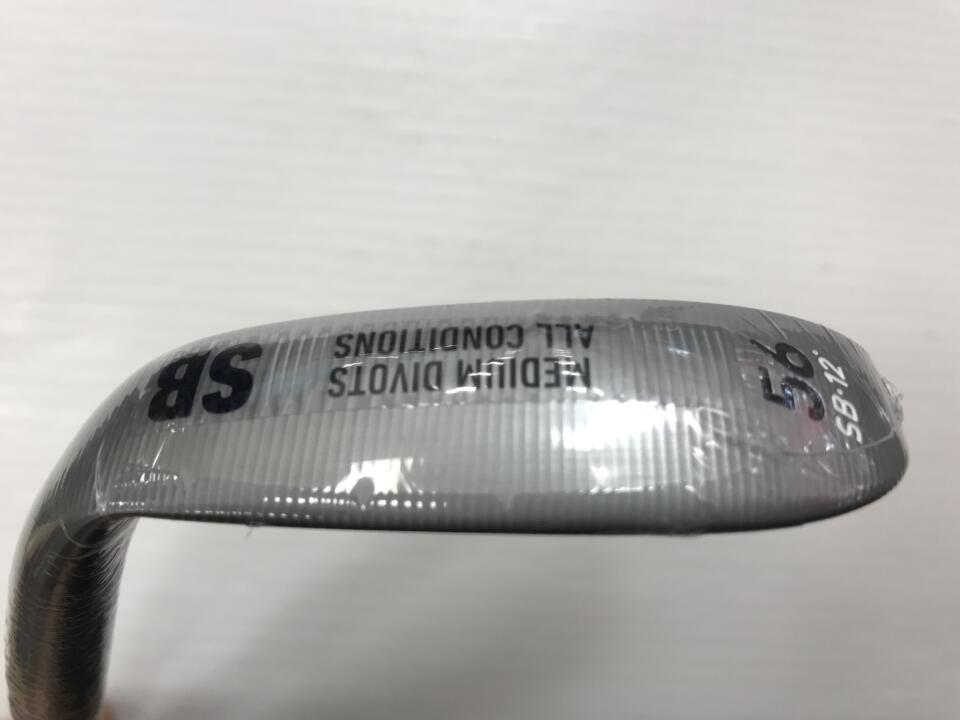 SB
MEDIUM DIVOTS
ALL CONDITIONS
56
SB·12°